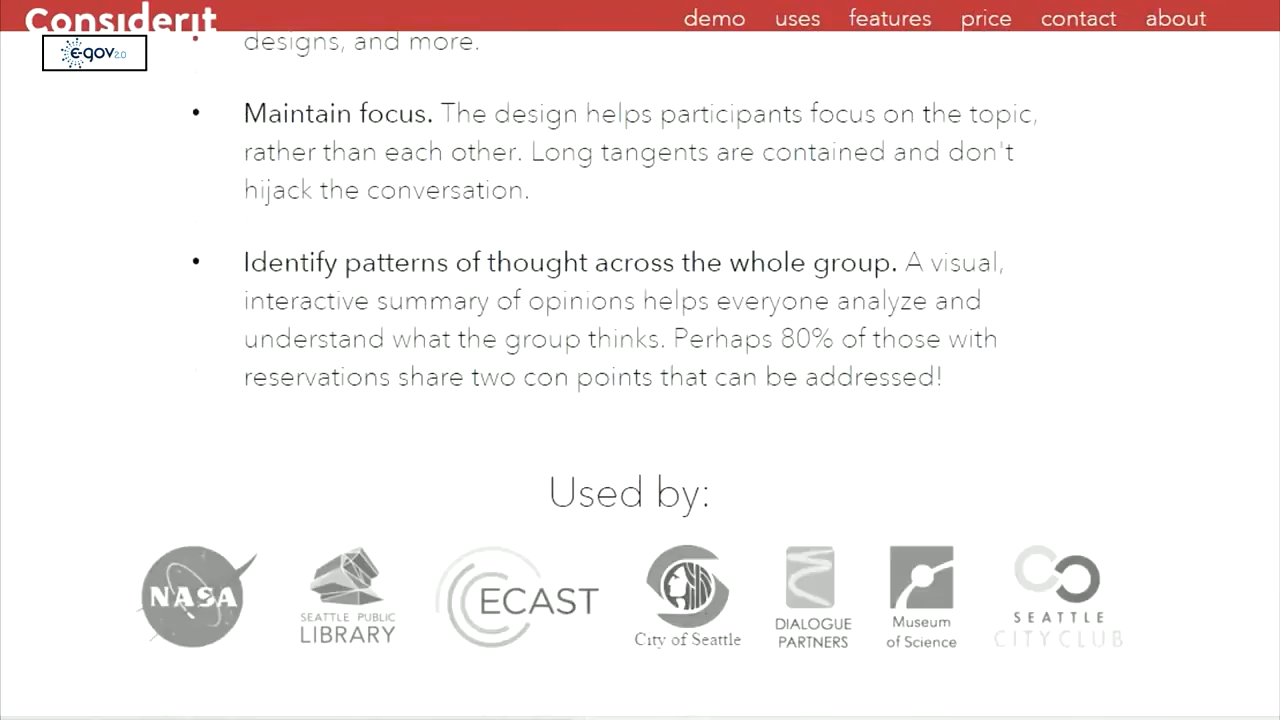 Considerit
demo uses features price contact about
e-gov 2.0
designs, and more.
• Maintain focus. The design helps participants focus on the topic,
rather than each other. Long tangents are contained and don't
hijack the conversation.
• Identify patterns of thought across the whole group. A visual,
interactive summary of opinions helps everyone analyze and
understand what the group thinks. Perhaps 80% of those with
reservations share two con points that can be addressed!
Used by:
NASA
SEATTLE PUBLIC
LIBRARY
ECAST
City of Seattle
DIALOGUE
PARTNERS
Museum
of Science
SEATTLE
CITYCLUB